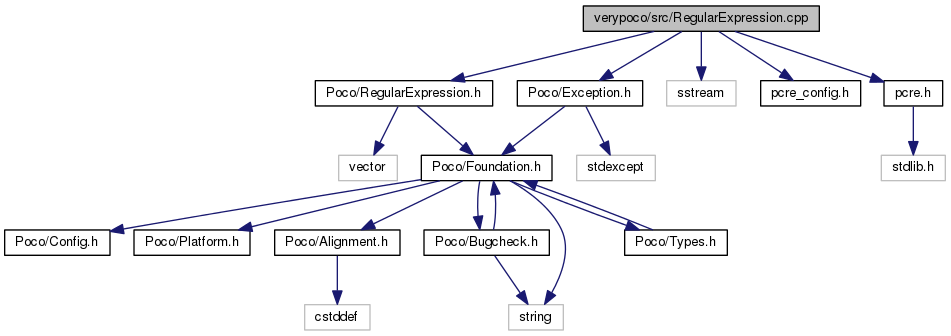 verypoco/src/RegularExpression.cpp
Poco/RegularExpression.h
Poco/Exception.h
sstream
pcre_config.h
pcre.h
vector
Poco/Foundation.h
stdexcept
stdlib.h
Poco/Config.h
Poco/Platform.h
Poco/Alignment.h
Poco/Bugcheck.h
Poco/Types.h
cstddef
string